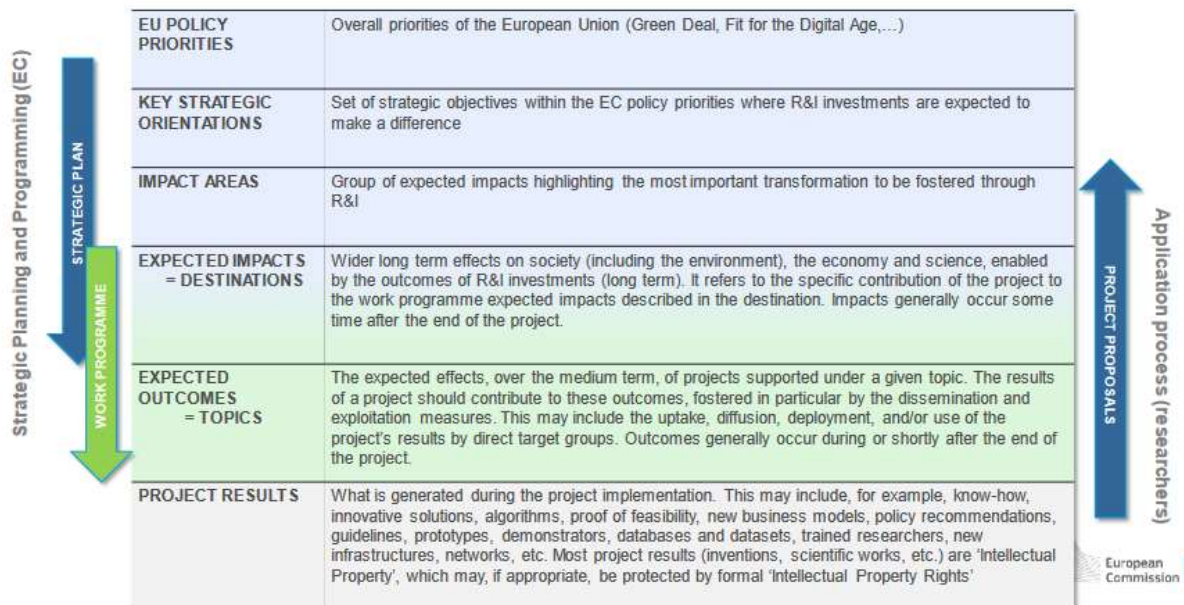 Strategic Planning and Programming (EC)
STRATEGIC PLAN
WORK PROGRAMME
EU POLICY
PRIORITIES
Overall priorities of the European Union (Green Deal, Fit for the Digital Age,...)
KEY STRATEGIC
ORIENTATIONS
Set of strategic objectives within the EC policy priorities where R&I investments are expected to
make a difference
IMPACT AREAS
Group of expected impacts highlighting the most important transformation to be fostered through
R&I
EXPECTED IMPACTS
= DESTINATIONS
Wider long term effects on society (including the environment), the economy and science, enabled
by the outcomes of R&I investments (long term). It refers to the specific contribution of the project to
the work programme expected impacts described in the destination. Impacts generally occur some
time after the end of the project.
EXPECTED
OUTCOMES
= TOPICS
The expected effects, over the medium term, of projects supported under a given topic. The results
of a project should contribute to these outcomes, fostered in particular by the dissemination and
exploitation measures. This may include the uptake, diffusion, deployment, and/or use of the
project's results by direct target groups. Outcomes generally occur during or shortly after the end of
the project.
PROJECT RESULTS
What is generated during the project implementation. This may include, for example, know-how,
innovative solutions, algorithms, proof of feasibility, new business models, policy recommendations,
guidelines, prototypes, demonstrators, databases and datasets, trained researchers, new
infrastructures, networks, etc. Most project results (inventions, scientific works, etc.) are 'Intellectual
Property', which may, if appropriate, be protected by formal 'Intellectual Property Rights'
PROJECT PROPOSALS
Application process (researchers)
European
Commission